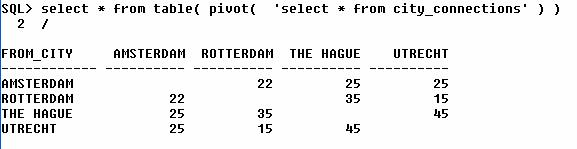 SQL> select * from table( pivot(  'select * from city_connections' ) )
  2  /
FROM_CITY     AMSTERDAM  ROTTERDAM  THE HAGUE    UTRECHT
------------ ---------- ---------- ---------- ----------
AMSTERDAM                       22         25         25
ROTTERDAM            22                    35         15
THE HAGUE            25         35                    45
UTRECHT              25         15         45